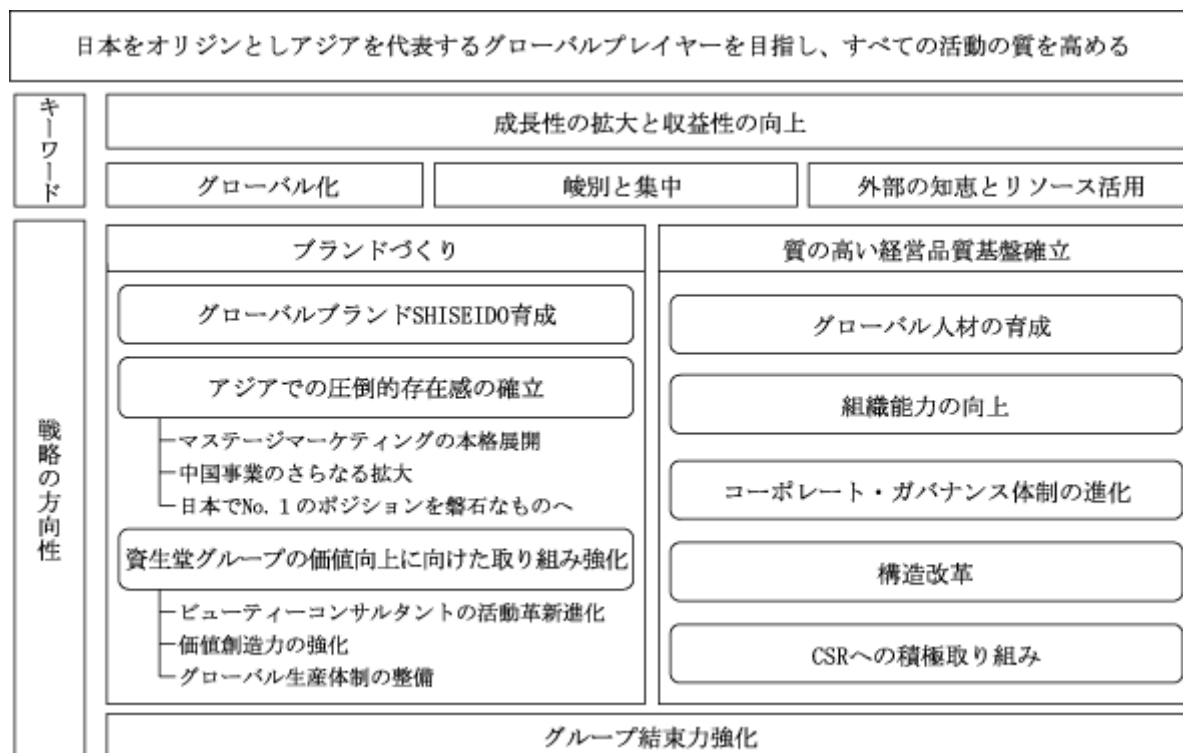 日本をオリジンとしアジアを代表するグローバルプレイヤーを目指し、すべての活動の質を高める
キーワード
成長性の拡大と収益性の向上
グローバル化
峻別と集中
外部の知恵とリソース活用
戦略の方向性
ブランドづくり
グローバルブランドSHISEIDO育成
アジアでの圧倒的存在感の確立
マステージマーケティングの本格展開
中国事業のさらなる拡大
日本でNo.1のポジションを磐石なものへ
資生堂グループの価値向上に向けた取り組み強化
ビューティーコンサルタントの活動革新進化
価値創造力の強化
グローバル生産体制の整備
質の高い経営品質基盤確立
グローバル人材の育成
組織能力の向上
コーポレート・ガバナンス体制の進化
構造改革
CSRへの積極取り組み
グループ結束力強化